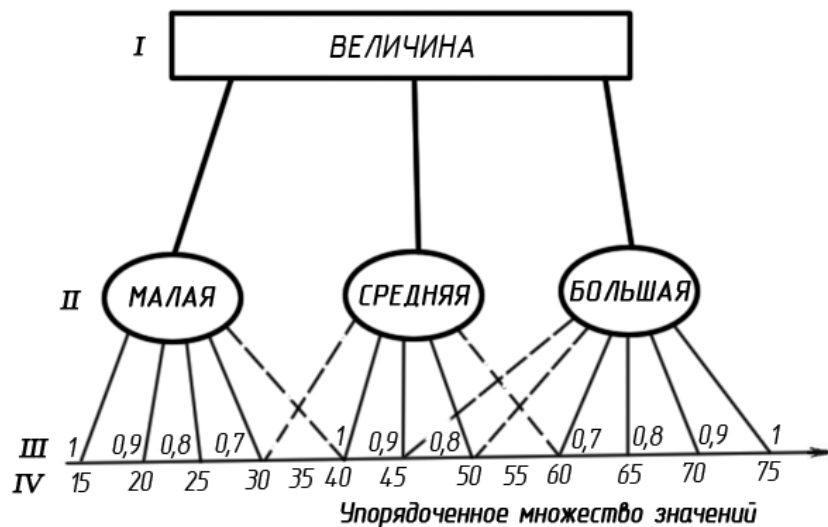 I ВЕЛИЧИНА
II МАЛАЯ СРЕДНЯЯ БОЛЬШАЯ
III 1 0,9 0,8 0,7 1 0,9 0,8 0,7 0,8 0,9 1
IV 15 20 25 30 35 40 45 50 55 60 65 70 75
Упорядоченное множество значений